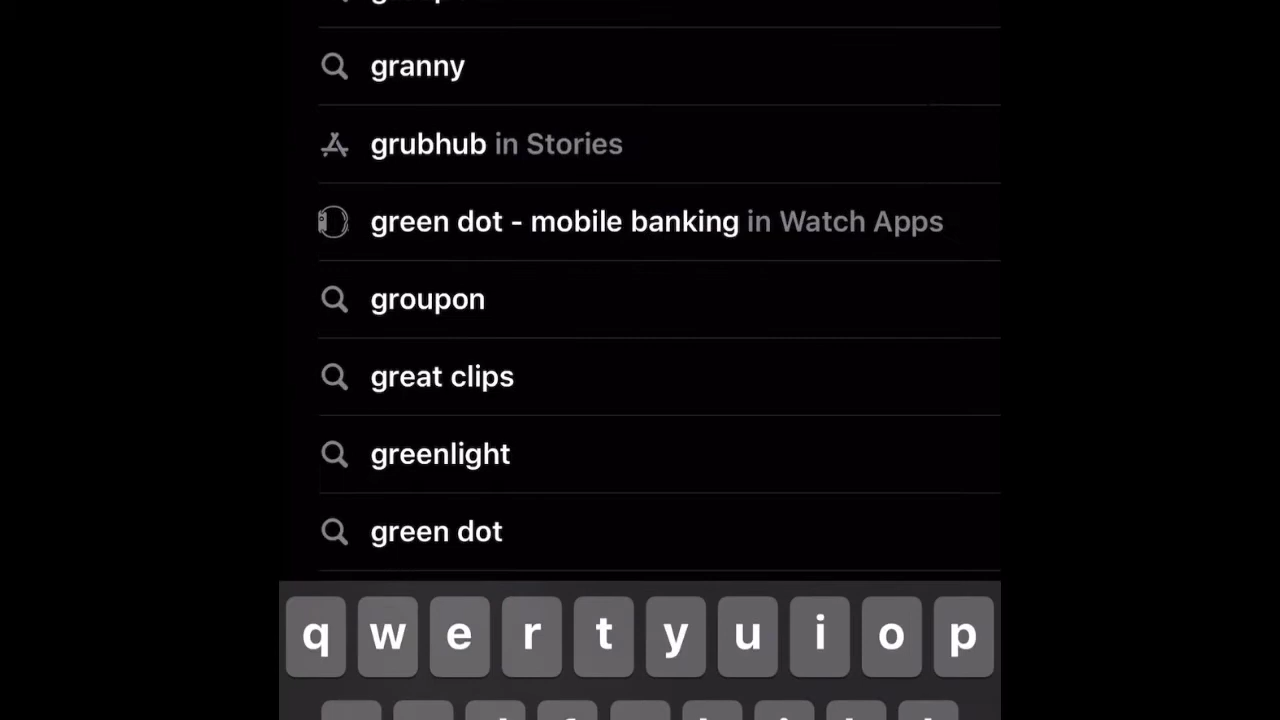 granny
grubhub in Stories
green dot - mobile banking in Watch Apps
groupon
great clips
greenlight
green dot
q w e r t y u i o p